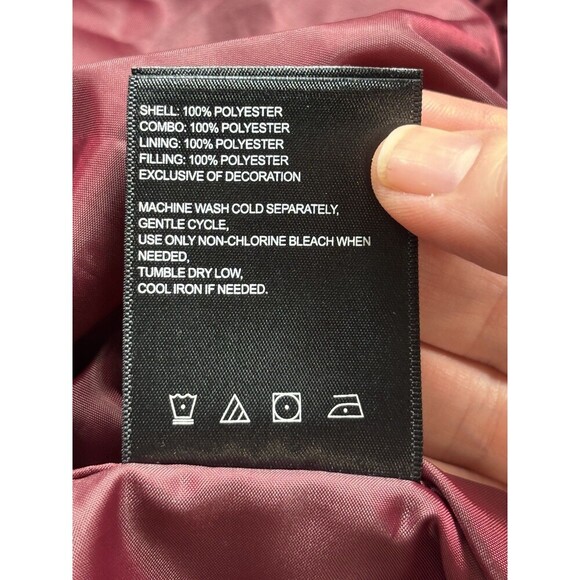 SHELL: 100% POLYESTER
COMBO: 100% POLYESTER
LINING: 100% POLYESTER
FILLING: 100% POLYESTER
EXCLUSIVE OF DECORATION
MACHINE WASH COLD SEPARATELY,
GENTLE CYCLE,
USE ONLY NON-CHLORINE BLEACH WHEN
NEEDED,
TUMBLE DRY LOW,
COOL IRON IF NEEDED.